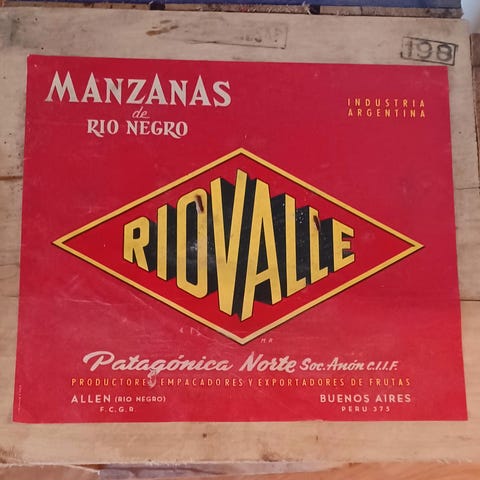 198
MANZANAS
de
RIO NEGRO
INDUSTRIA
ARGENTINA
RIOVALLE
M.R.
Patagónica Norte Soc. Anón C.I.I.F.
PRODUCTORES EMPACADORES Y EXPORTADORES DE FRUTAS
ALLEN (RIO NEGRO)
F.C.G.R.
BUENOS AIRES
PERU 375